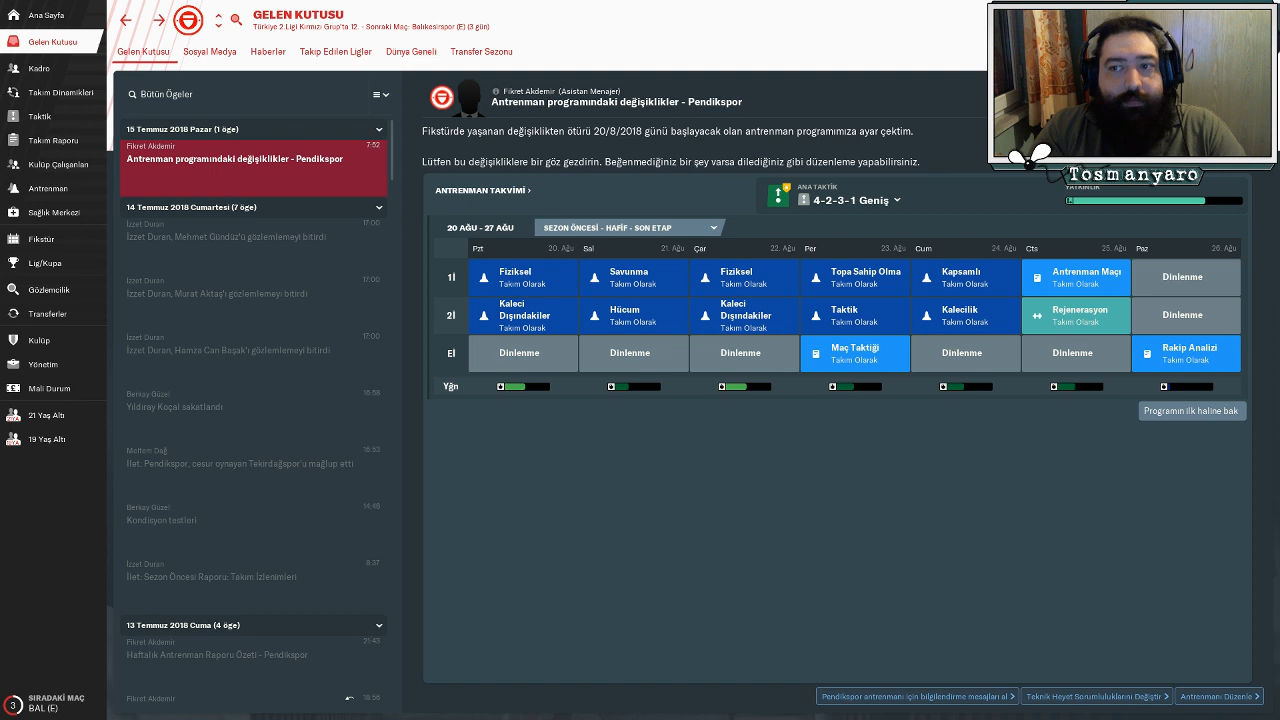 Ana Sayfa
Gelen Kutusu
Kadro
Takım Dinamikleri
Taktik
Takım Raporu
Kulüp Çalışanları
Antrenman
Sağlık Merkezi
Fikstür
Lig/Kupa
Gözlemcilik
Transferler
Kulüp
Yönetim
Mali Durum
21 Yaş Altı
19 Yaş Altı
3
SIRADAKİ MAÇ
BAL (E)
GELEN KUTUSU
Türkiye 2.Ligi Kırmızı Grup'ta 12. - Sonraki Maç: Balıkesirspor (E) (3 gün)
Gelen Kutusu Sosyal Medya Haberler Takip Edilen Ligler Dünya Geneli Transfer Sezonu
Bütün Ögeler
15 Temmuz 2018 Pazar (1 öge)
Fikret Akdemir 7:52
Antrenman programındaki değişiklikler - Pendikspor
14 Temmuz 2018 Cumartesi (7 öge)
İzzet Duran 17:00
İzzet Duran, Mehmet Gündüz'ü gözlemlemeyi bitirdi
İzzet Duran 17:00
İzzet Duran, Murat Aktaş'ı gözlemlemeyi bitirdi
İzzet Duran 17:00
İzzet Duran, Hamza Can Başak'ı gözlemlemeyi bitirdi
Berkay Güzel 16:58
Yıldıray Koçal sakatlandı
Meltem Dağ 16:53
İlet: Pendikspor, cesur oynayan Tekirdağspor'u mağlup etti
Berkay Güzel 14:45
Kondisyon testleri
İzzet Duran 8:37
İlet: Sezon Öncesi Raporu: Takım İzlenimleri
13 Temmuz 2018 Cuma (4 öge)
Fikret Akdemir 21:43
Haftalık Antrenman Raporu Özeti - Pendikspor
Fikret Akdemir 18:56
Fikret Akdemir (Asistan Menajer)
Antrenman programındaki değişiklikler - Pendikspor
Fikstürde yaşanan değişiklikten ötürü 20/8/2018 günü başlayacak olan antrenman programımıza ayar çektim.
Lütfen bu değişikliklere bir göz gezdirin. Beğenmediğiniz bir şey varsa dilediğiniz gibi düzenleme yapabilirsiniz.
ANTRENMAN TAKVİMİ
ANA TAKTİK
4-2-3-1 Geniş
YATKINLIK
20 AĞU - 27 AĞU SEZON ÖNCESİ - HAFİF - SON ETAP
Pzt 20. Ağu Sal 21. Ağu Çar 22. Ağu Per 23. Ağu Cum 24. Ağu Cts 25. Ağu Paz 26. Ağu
1İ Fiziksel Savunma Fiziksel Topa Sahip Olma Kapsamlı Antrenman Maçı Dinlenme
Takım Olarak Takım Olarak Takım Olarak Takım Olarak Takım Olarak Takım Olarak
2İ Kaleci Dışındakiler Hücum Kaleci Dışındakiler Taktik Kalecilik Rejenerasyon Dinlenme
Takım Olarak Takım Olarak Takım Olarak Takım Olarak Takım Olarak Takım Olarak
Eİ Dinlenme Dinlenme Dinlenme Maç Taktiği Dinlenme Dinlenme Rakip Analizi
Takım Olarak Takım Olarak
Yğn
Programın ilk haline bak
Pendikspor antrenmanı için bilgilendirme mesajları al Teknik Heyet Sorumluluklarını Değiştir Antrenmanı Düzenle
Tosmanyaro